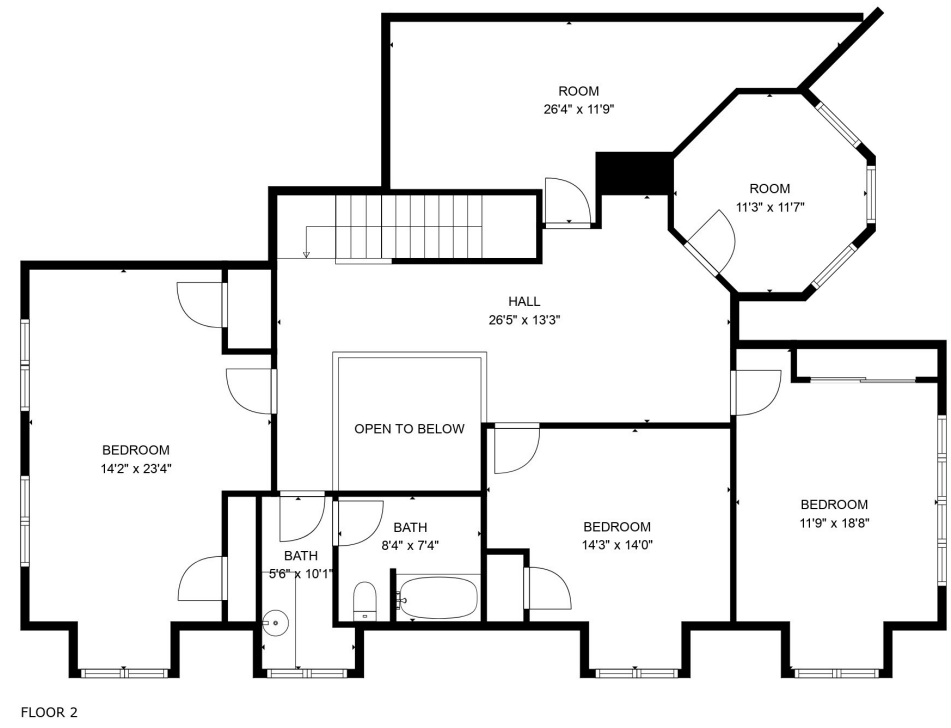 ROOM
26'4" x 11'9"
ROOM
11'3" x 11'7"
HALL
26'5" x 13'3"
OPEN TO BELOW
BEDROOM
14'2" x 23'4"
BEDROOM
11'9" x 18'8"
BATH
8'4" x 7'4"
BEDROOM
14'3" x 14'0"
BATH
5'6" x 10'1"
FLOOR 2